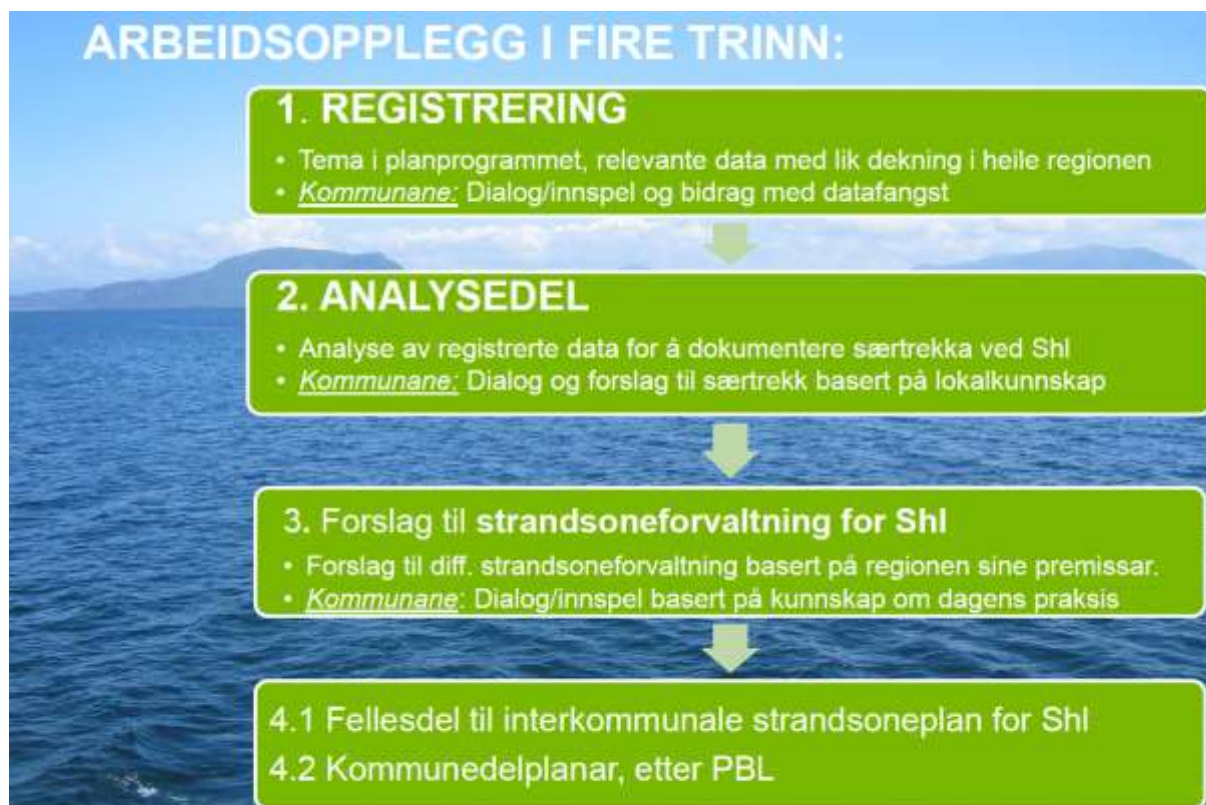 ARBEIDSOPPLEGG I FIRE TRINN:
1. REGISTRERING
• Tema i planprogrammet, relevante data med lik dekning i heile regionen
• Kommunane: Dialog/innspel og bidrag med datafangst
2. ANALYSEDEL
• Analyse av registrerte data for å dokumentere særtrekka ved Shl
• Kommunane: Dialog og forslag til særtrekk basert på lokalkunnskap
3. Forslag til strandsoneforvaltning for Shl
• Forslag til diff. strandsoneforvaltning basert på regionen sine premissar.
• Kommunane: Dialog/innspel basert på kunnskap om dagens praksis
4.1 Fellesdel til interkommunale strandsoneplan for Shl
4.2 Kommunedelplanar, etter PBL